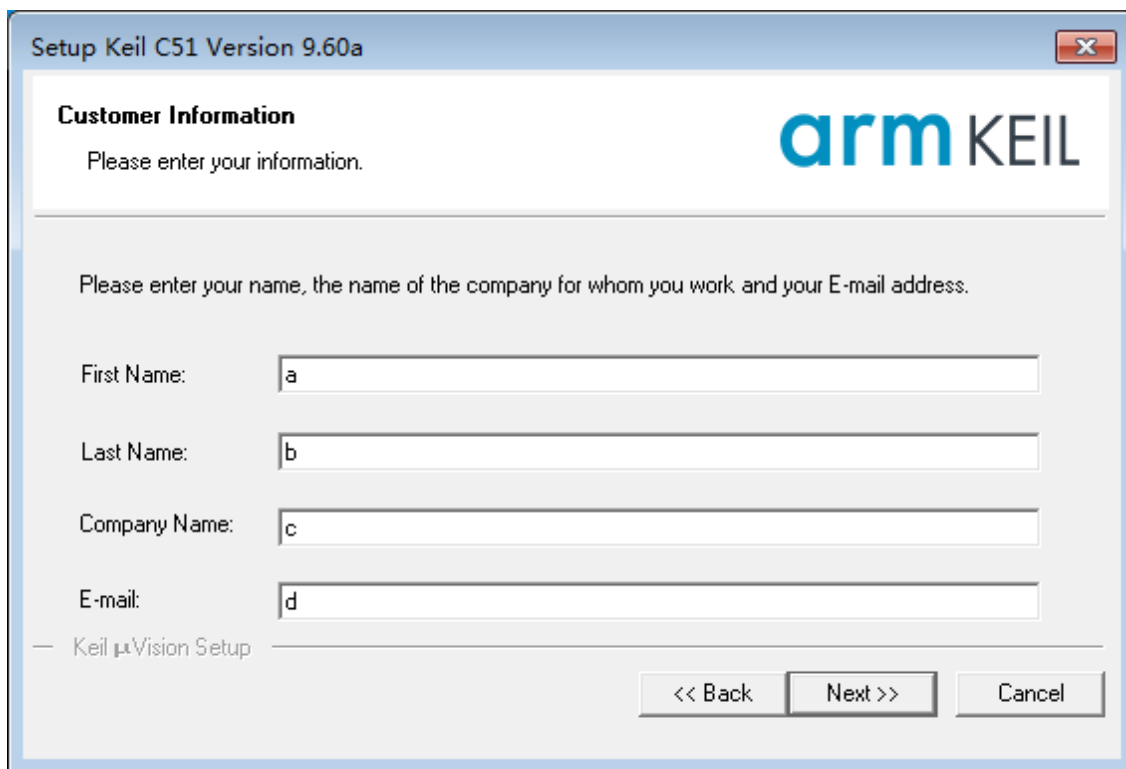 Setup Keil C51 Version 9.60a
Customer Information
Please enter your information.
arm KEIL
Please enter your name, the name of the company for whom you work and your E-mail address.
First Name: a
Last Name: b
Company Name: c
E-mail: d
Keil μVision Setup
<< Back Next >> Cancel